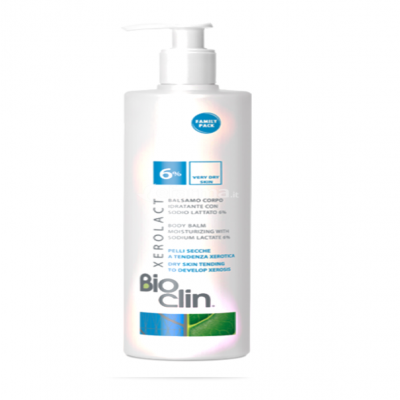 FAMILY
PACK
6%
VERY DRY
SKIN
XEROLACT
BALSAMO CORPO
IDRATANTE CON
SODIO LATTATO 6%
BODY BALM
MOISTURIZING WITH
SODIUM LACTATE 6%
PELLI SECCHE
A TENDENZA XEROTICA
DRY SKIN TENDING
TO DEVELOP XEROSIS
Bio
clin